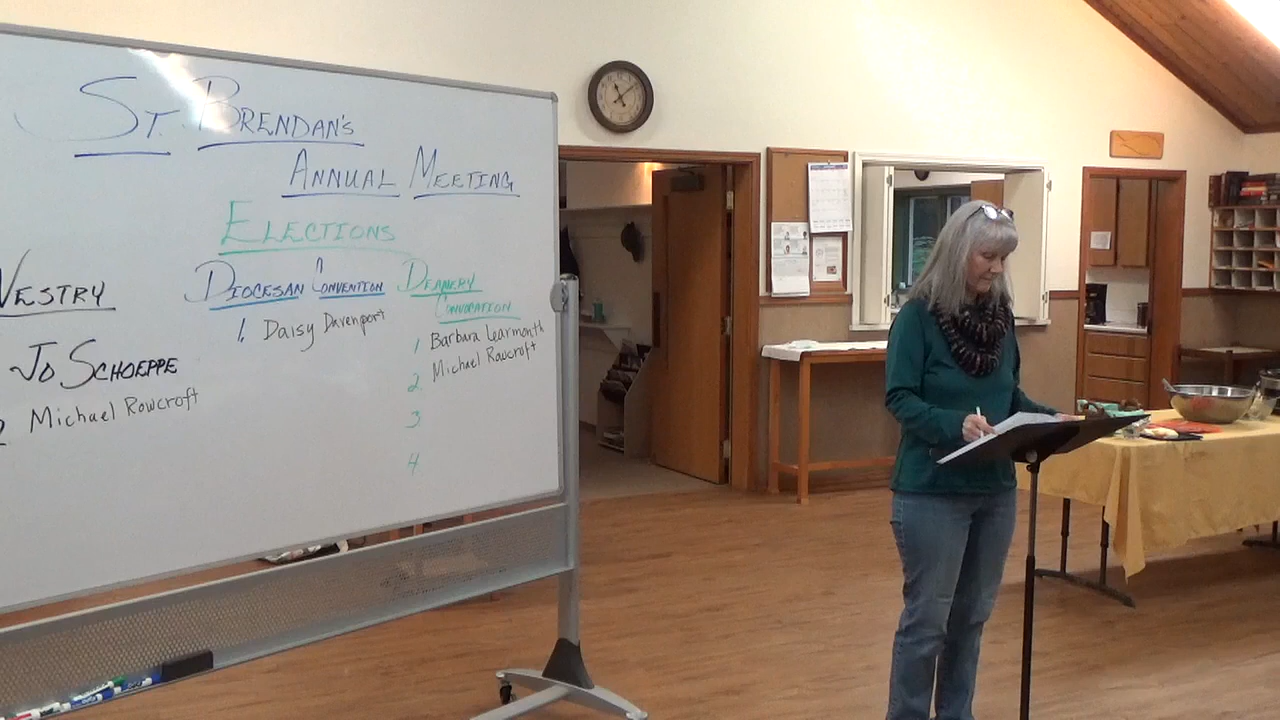 ST. BRENDAN'S
ANNUAL MEETING
ELECTIONS
VESTRY
JO SCHOEPPE
2 Michael Rowcroft
DIOCESAN CONVENTION
1. Daisy Davenport
DEANERY
CONVOCATION
1 Barbara Learmonth
2 Michael Rowcroft
3
4